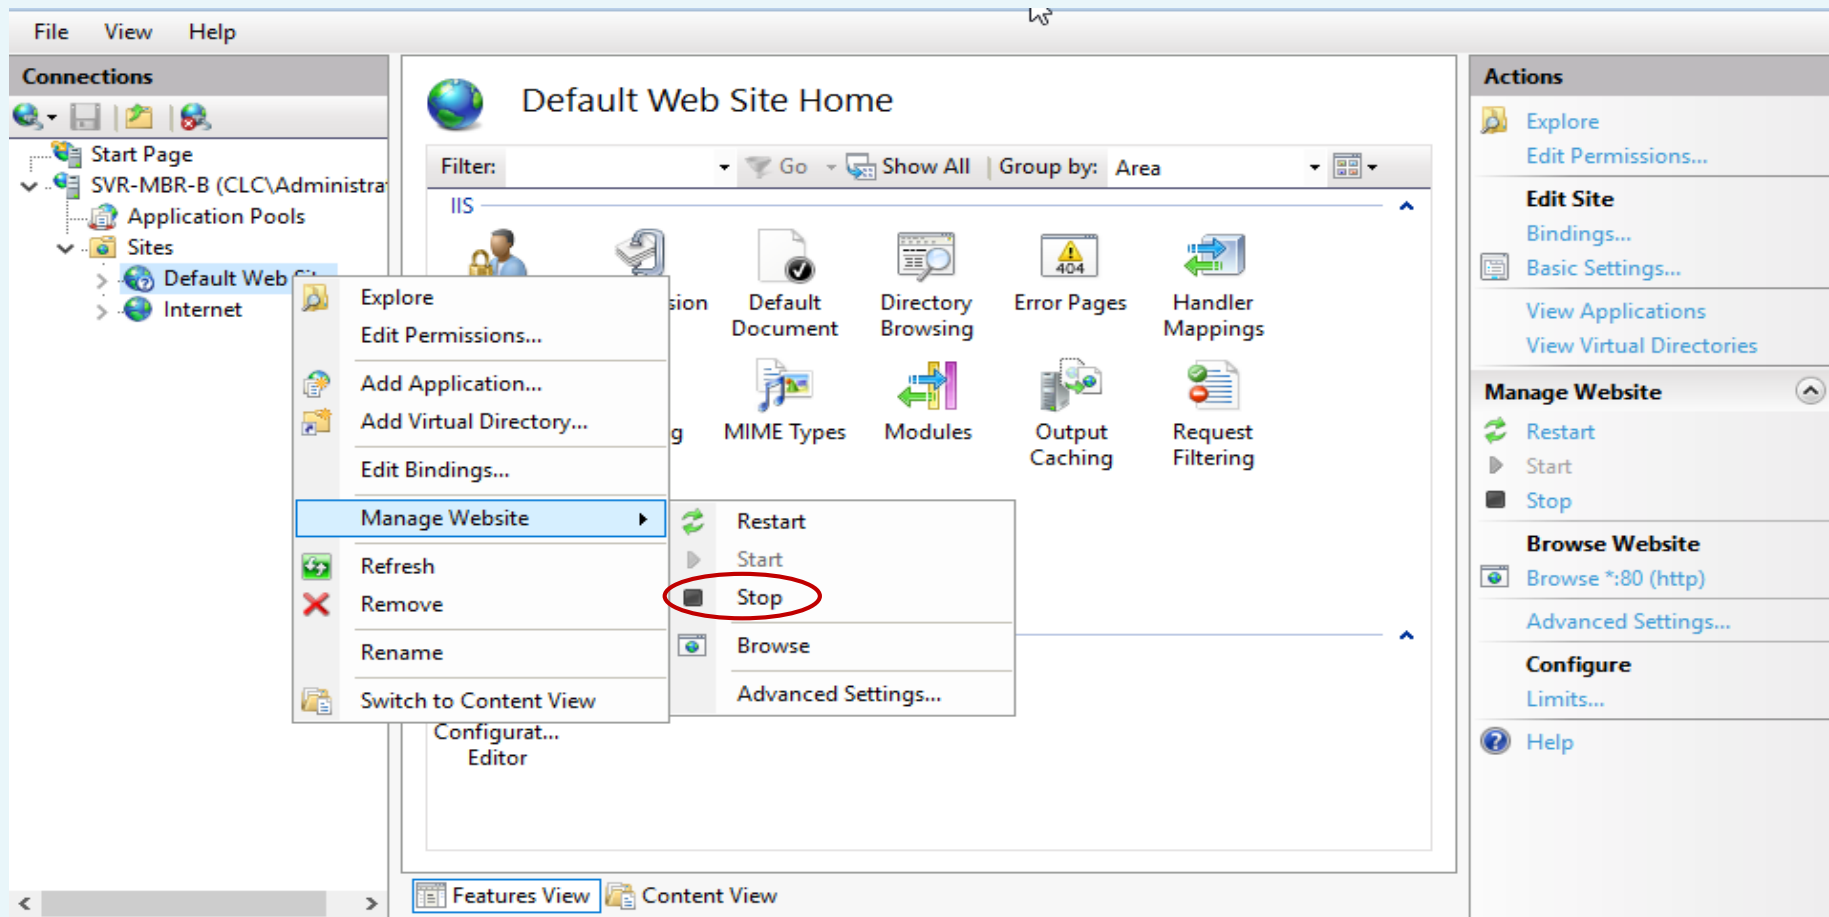 File View Help
Connections
Start Page
SVR-MBR-B (CLC\Administra
Application Pools
Sites
Default Web
Internet
Default Web Site Home
Filter: Go Show All Group by: Area
IIS
sion
Default Document
Directory Browsing
404
Error Pages
Handler Mappings
g
MIME Types
Modules
Output Caching
Request Filtering
Configurat...
Editor
Explore
Edit Permissions...
Add Application...
Add Virtual Directory...
Edit Bindings...
Manage Website
Refresh
Remove
Rename
Switch to Content View
Restart
Start
Stop
Browse
Advanced Settings...
Features View Content View
Actions
Explore
Edit Permissions...
Edit Site
Bindings...
Basic Settings...
View Applications
View Virtual Directories
Manage Website
Restart
Start
Stop
Browse Website
Browse *:80 (http)
Advanced Settings...
Configure
Limits...
Help